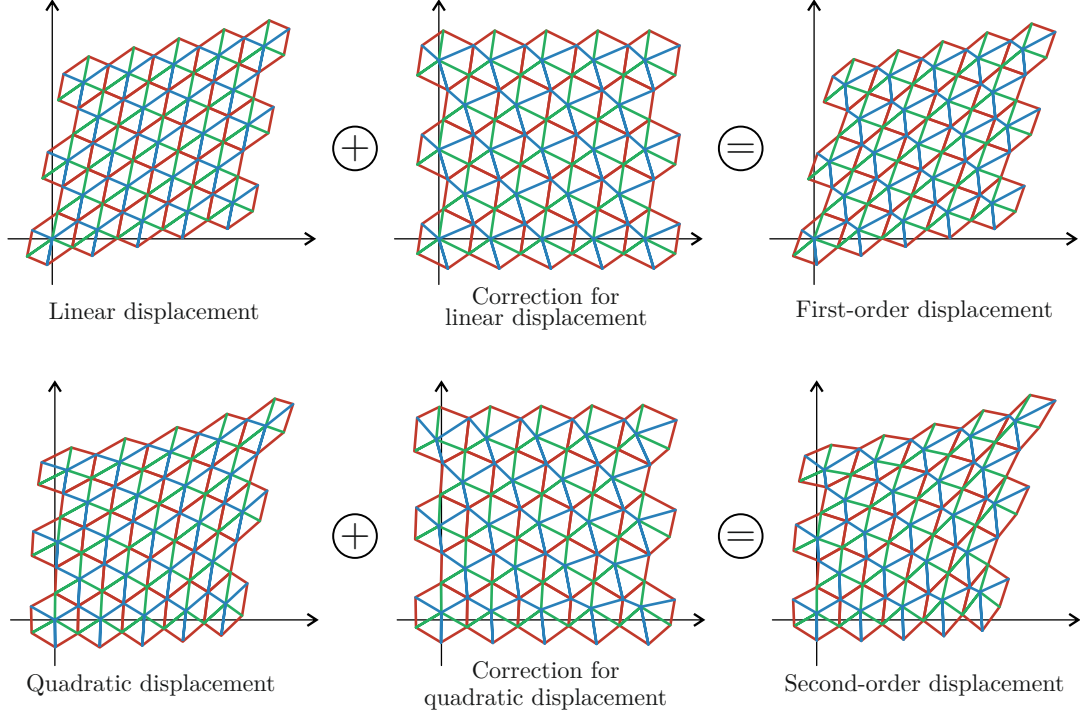 +
=
Linear displacement
Correction for
linear displacement
First-order displacement
+
=
Quadratic displacement
Correction for
quadratic displacement
Second-order displacement